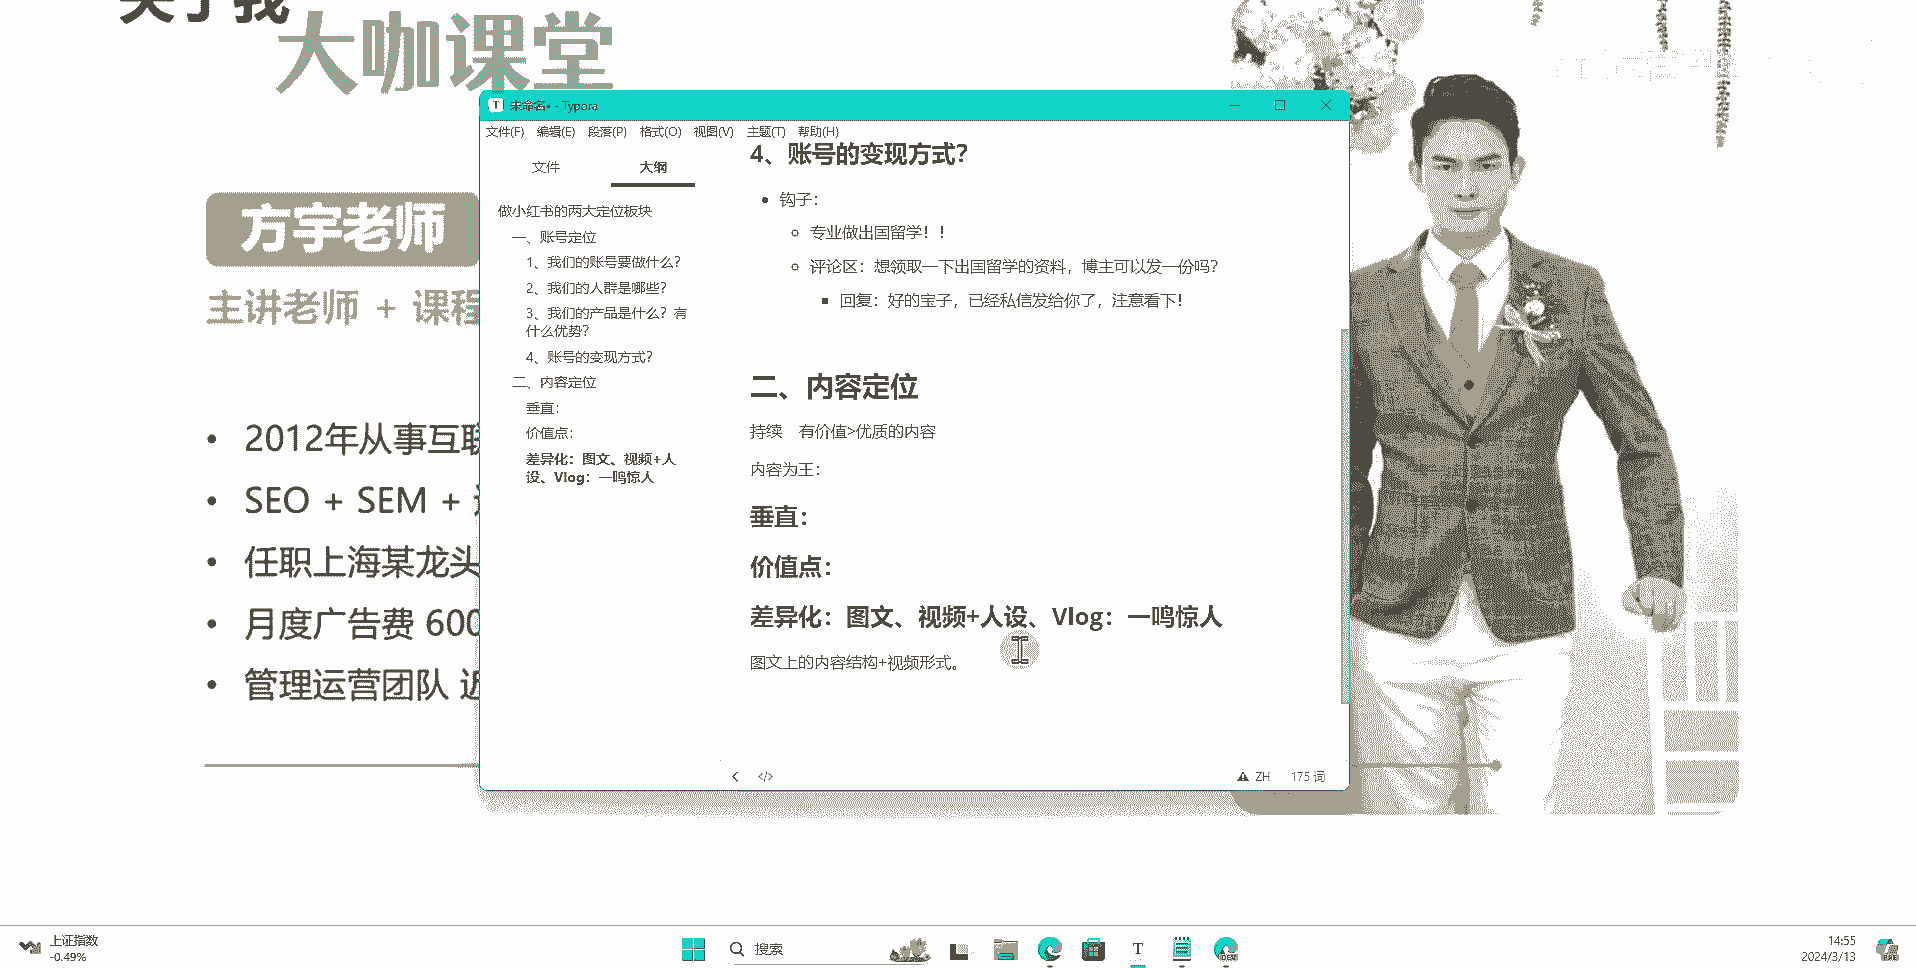 大咖课堂
方宇老师
主讲老师 + 课程
2012年从事互联
SEO + SEM +
任职上海某龙头
月度广告费 600
管理运营团队 近
未命名• - Typora
文件(F) 编辑(E) 段落(P) 格式(O) 视图(V) 主题(T) 帮助(H)
文件 大纲
做小红书的两大定位板块
一、账号定位
1、我们的账号要做什么？
2、我们的人群是哪些？
3、我们的产品是什么？有
什么优势？
4、账号的变现方式？
二、内容定位
垂直：
价值点：
差异化：图文、视频+人
设、Vlog：一鸣惊人
4、账号的变现方式？
钩子：
专业做出国留学！！
评论区：想领取一下出国留学的资料，博主可以发一份吗？
回复：好的宝子，已经私信发给你了，注意看下！
二、内容定位
持续 有价值>优质的内容
内容为王：
垂直：
价值点：
差异化：图文、视频+人设、Vlog：一鸣惊人
图文上的内容结构+视频形式。
</> ZH 175 词
上证指数
-0.49%
搜索
DEV
14:55
2024/3/13